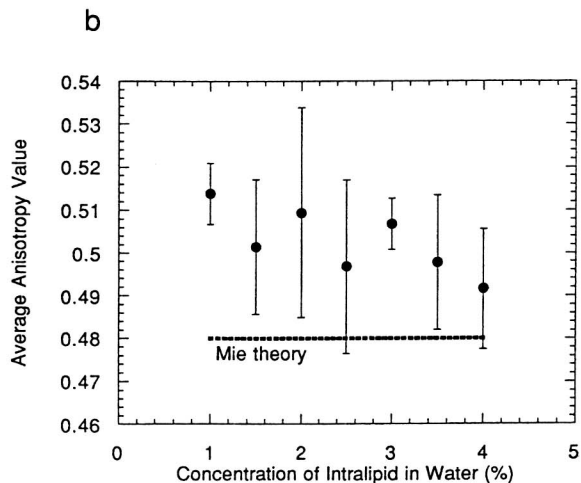 b
0.54
0.53
0.52
0.51
0.5
0.49
0.48
0.47
0.46
Average Anisotropy Value
Mie theory
0 1 2 3 4 5
Concentration of Intralipid in Water (%)